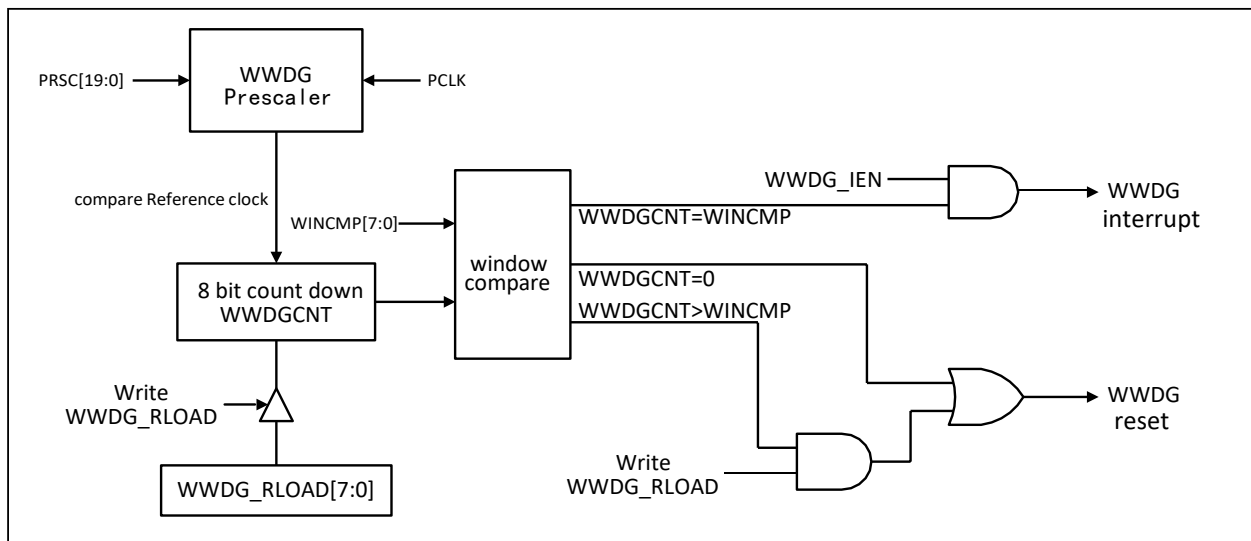 WWDG
Prescaler
PRSC[19:0]
PCLK
compare Reference clock
WINCMP[7:0]
8 bit count down
WWDGCNT
window
compare
WWDG_IEN
WWDGCNT=WINCMP
WWDG
interrupt
WWDGCNT=0
WWDGCNT>WINCMP
Write
WWDG_RLOAD
WWDG
reset
Write
WWDG_RLOAD
WWDG_RLOAD[7:0]